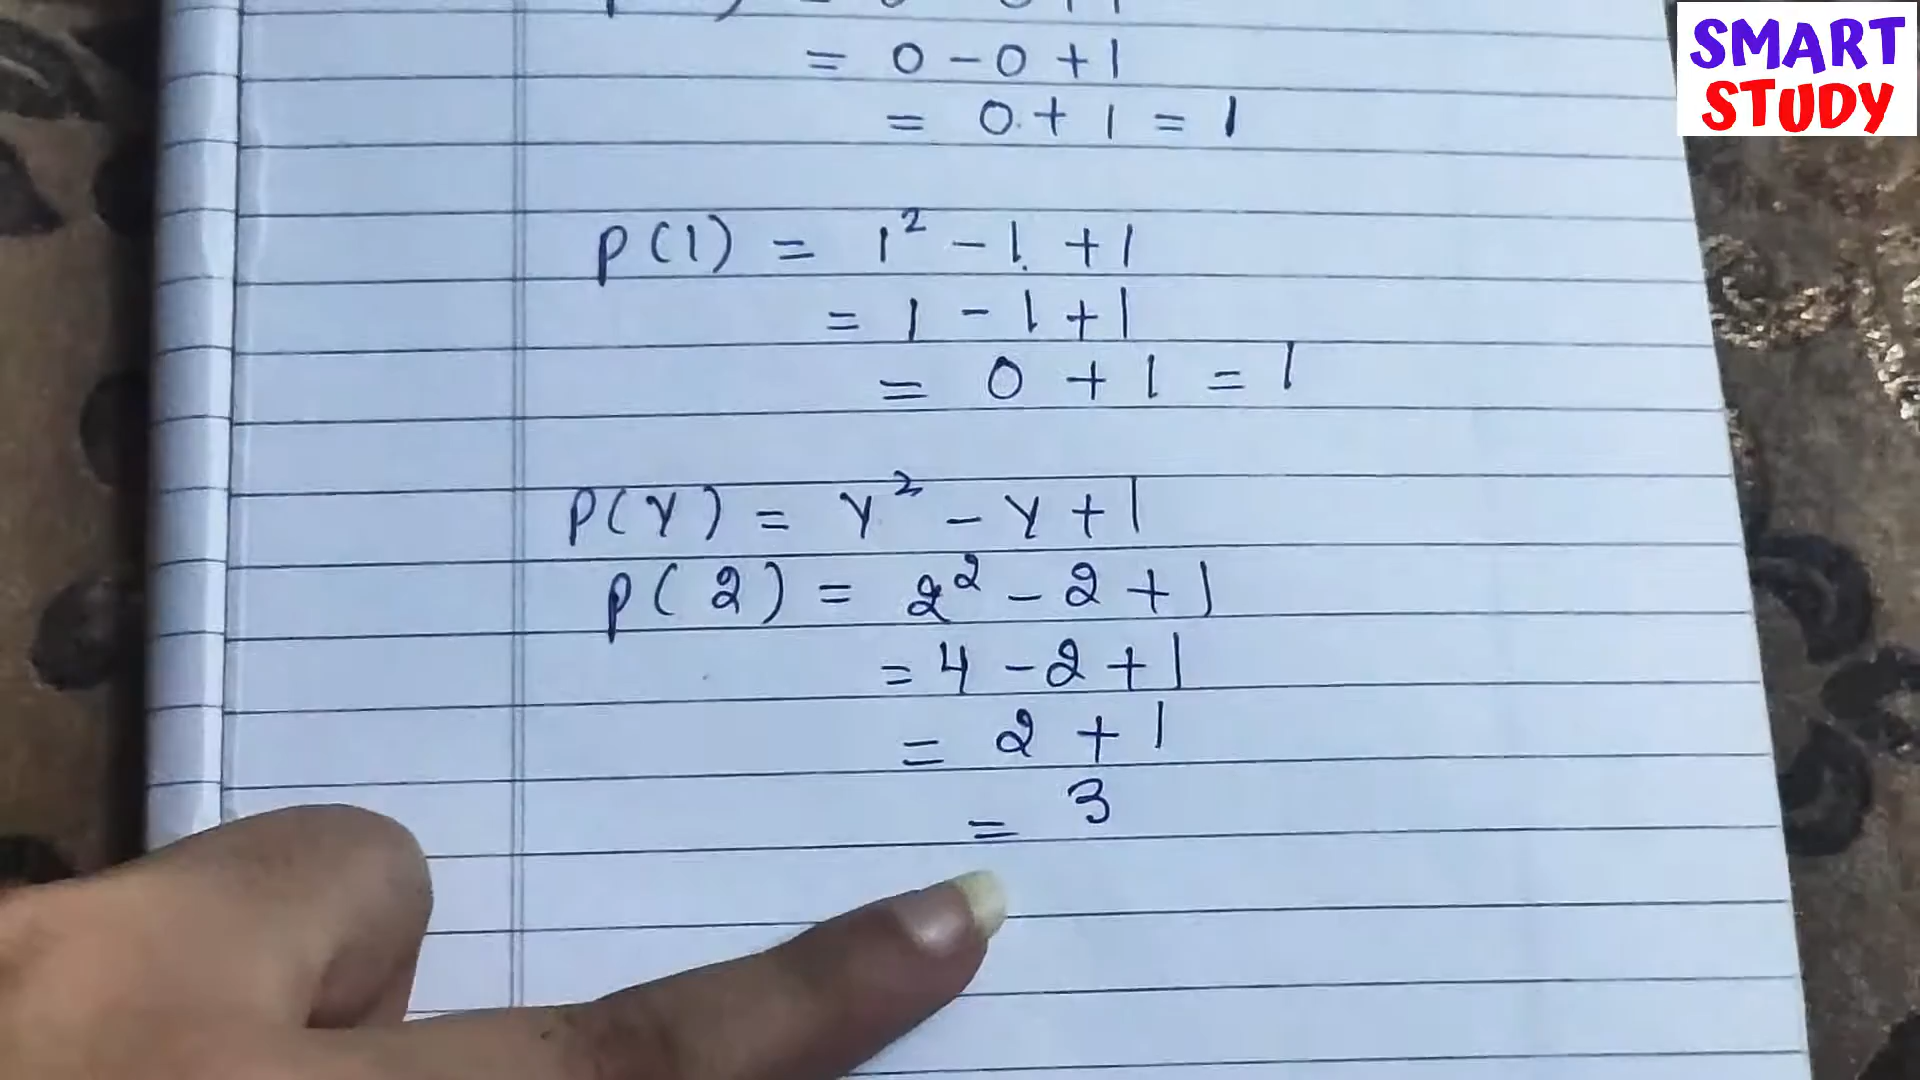 SMART
STUDY
= 0 - 0 + 1
= 0 + 1 = 1
P(1) = 1² - 1 + 1
= 1 - 1 + 1
= 0 + 1 = 1
P(Y) = Y² - Y + 1
P(2) = 2² - 2 + 1
= 4 - 2 + 1
= 2 + 1
= 3